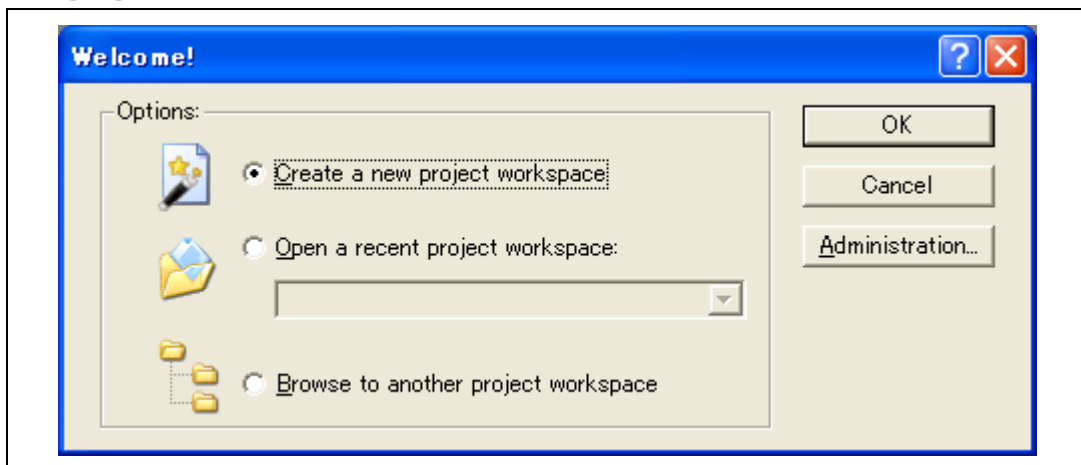 Welcome!
Options:
Create a new project workspace
Open a recent project workspace:
Browse to another project workspace
OK
Cancel
Administration...